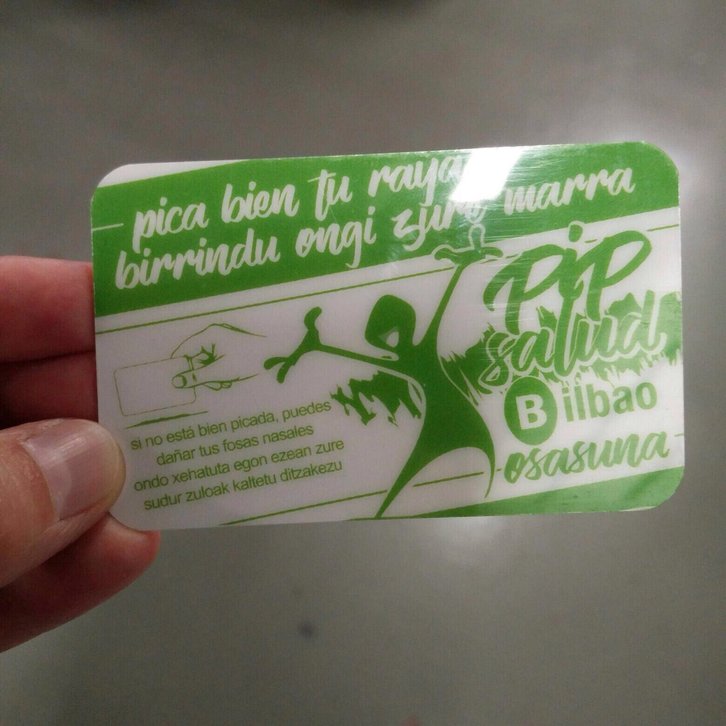 pica bien tu raya
birrindu ongi zure marra
PiP
salud
Bilbao
osasuna
si no está bien picada, puedes
dañar tus fosas nasales
ondo xehatuta egon ezean zure
sudur zuloak kaltetu ditzakezu